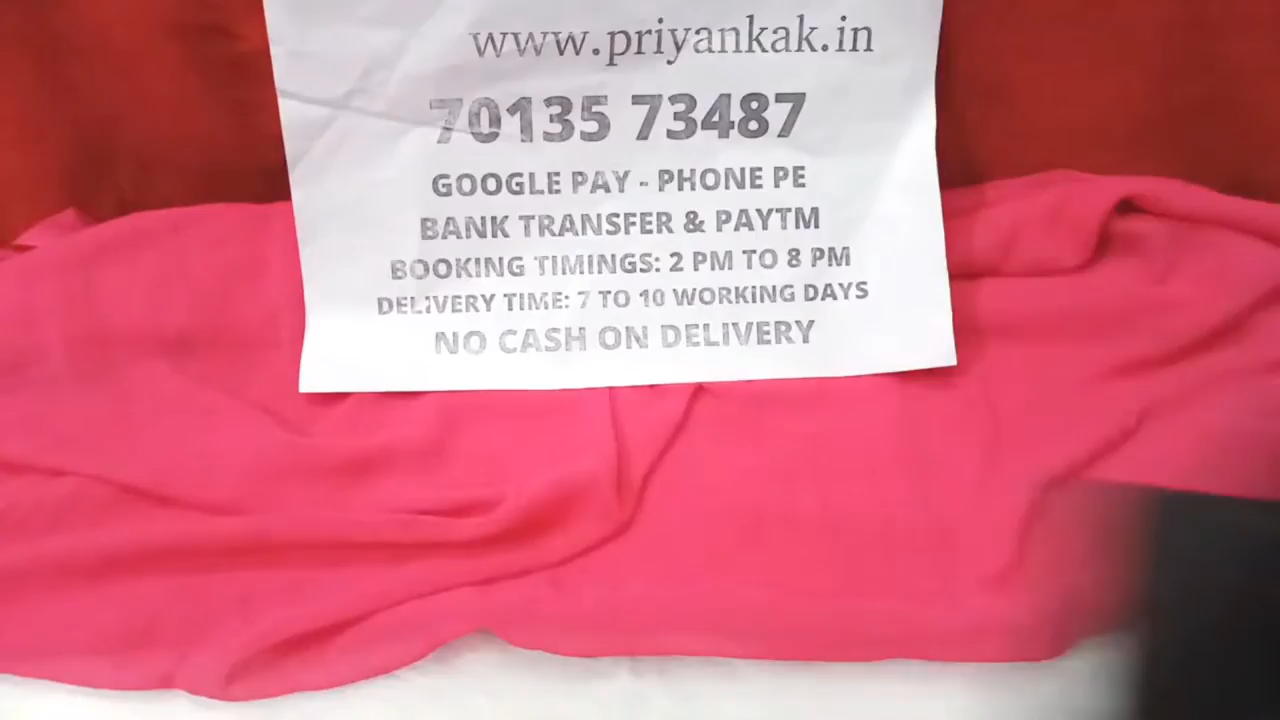 www.priyankak.in
70135 73487
GOOGLE PAY - PHONE PE
BANK TRANSFER & PAYTM
BOOKING TIMINGS: 2 PM TO 8 PM
DELIVERY TIME: 7 TO 10 WORKING DAYS
NO CASH ON DELIVERY